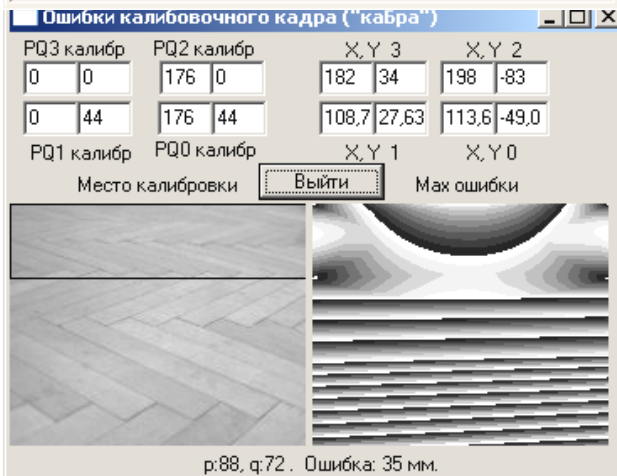 Ошибки калибовочного кадра ("каБра")
PQ3 калибр PQ2 калибр X,Y 3 X,Y 2
0 0 176 0 182 34 198 -83
0 44 176 44 108,7 27,63 113,6 -49,0
PQ1 калибр PQ0 калибр X,Y 1 X,Y 0
Место калибровки Выйти Мах ошибки
p:88, q:72 . Ошибка: 35 мм.